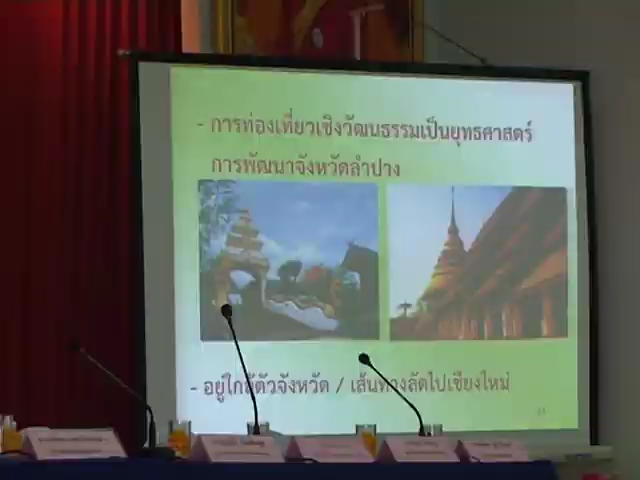 - การท่องเที่ยวเชิงวัฒนธรรมเป็นยุทธศาสตร์
การพัฒนาจังหวัดลำปาง
- อยู่ใกล้ตัวจังหวัด / เส้นทางลัดไปเชียงใหม่